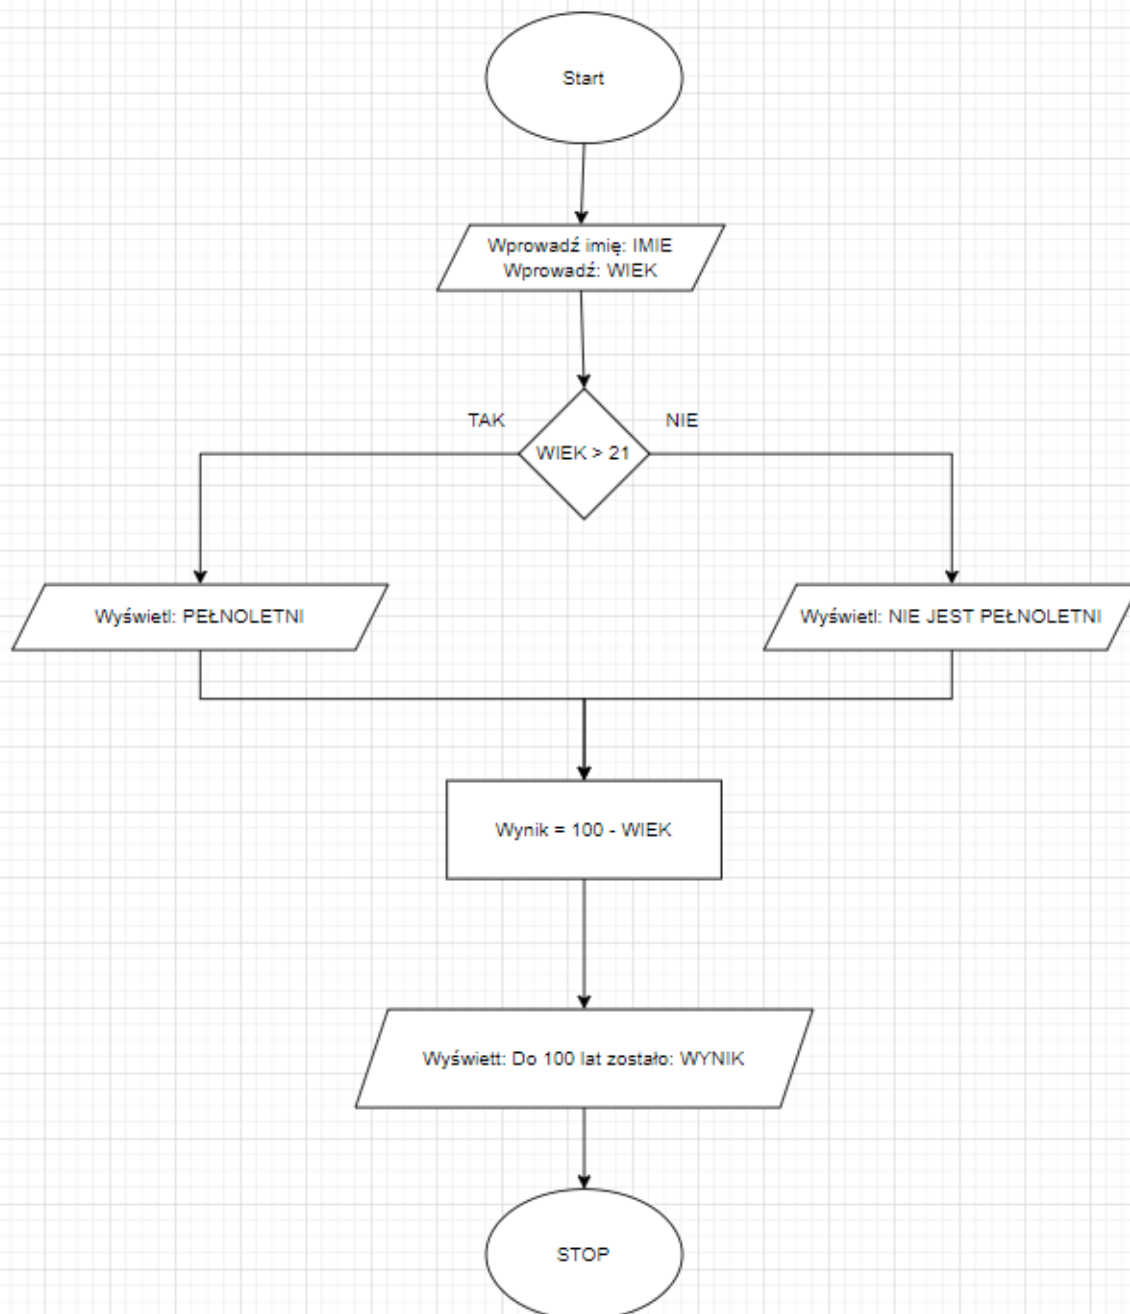 Start
Wprowadź imię: IMIE
Wprowadź: WIEK
TAK
NIE
WIEK > 21
Wyświetl: PEŁNOLETNI
Wyświetl: NIE JEST PEŁNOLETNI
Wynik = 100 - WIEK
Wyświett: Do 100 lat zostało: WYNIK
STOP